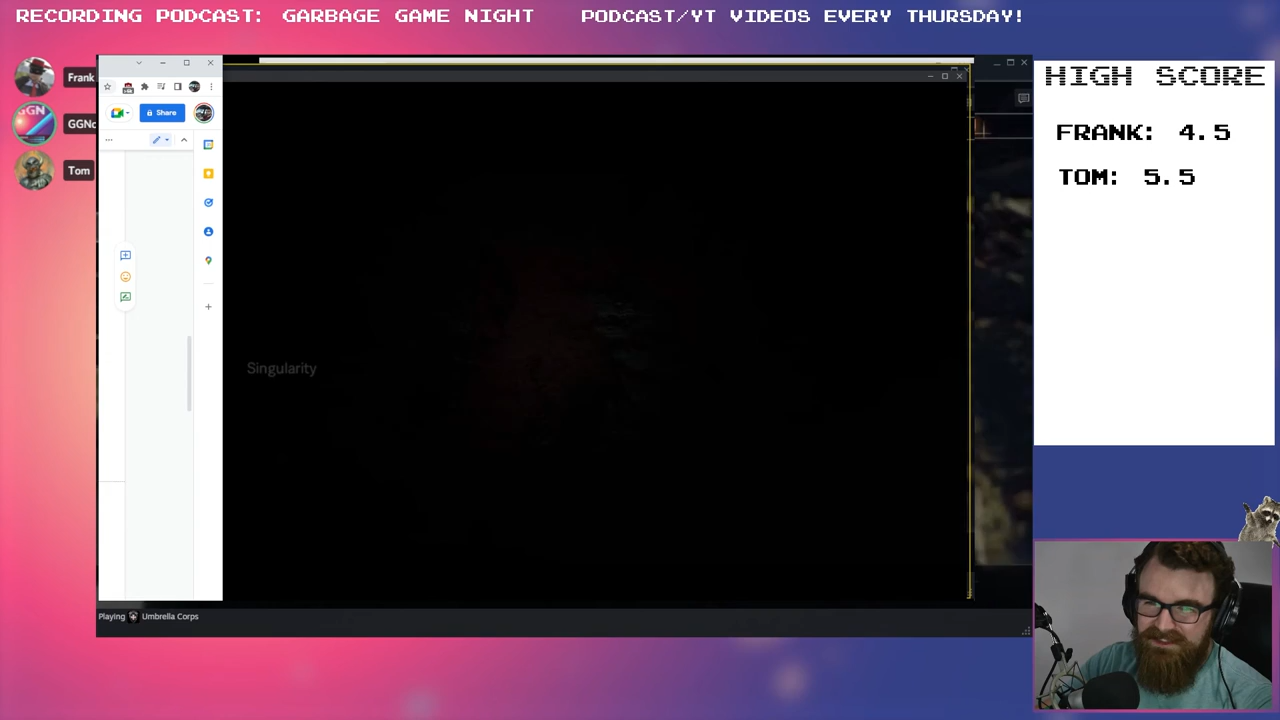 RECORDING PODCAST: GARBAGE GAME NIGHT PODCAST/YT VIDEOS EVERY THURSDAY!
HIGH SCORE
FRANK: 4.5
TOM: 5.5
Frank
GGN
Tom
Share
Singularity
Playing Umbrella Corps